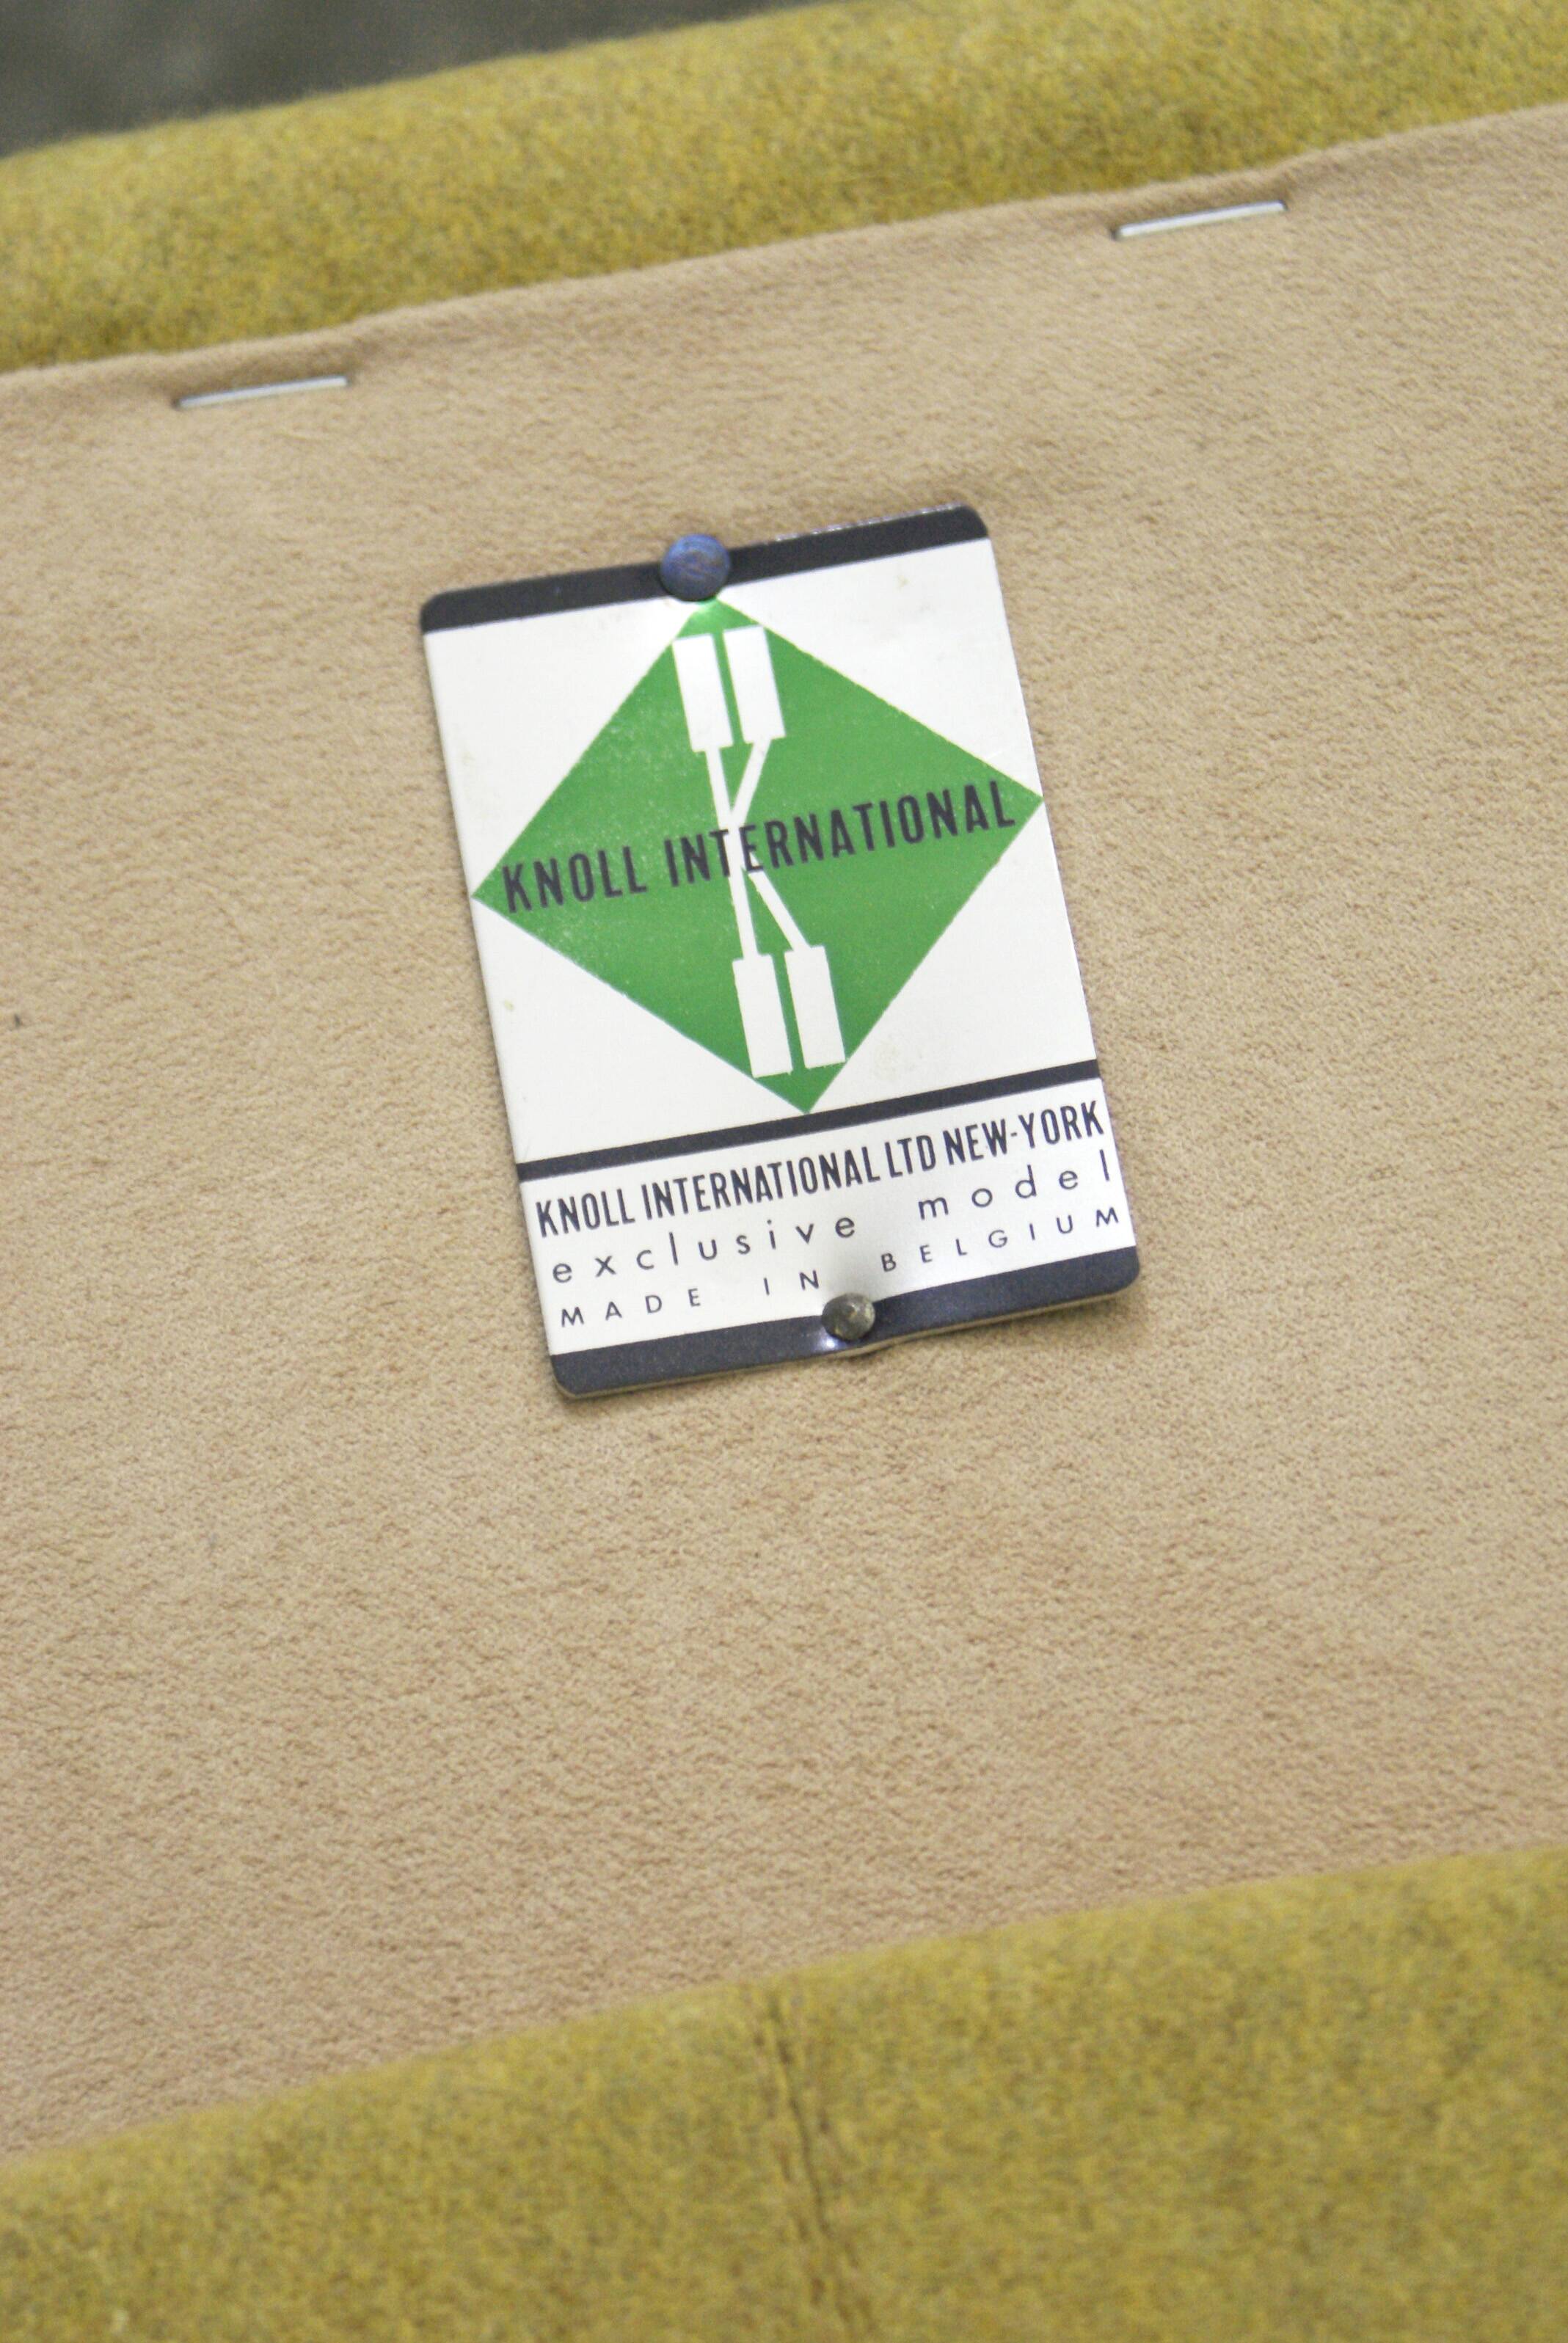 KNOLL INTERNATIONAL
KNOLL INTERNATIONAL LTD NEW-YORK
exclusive model
MADE IN BELGIUM